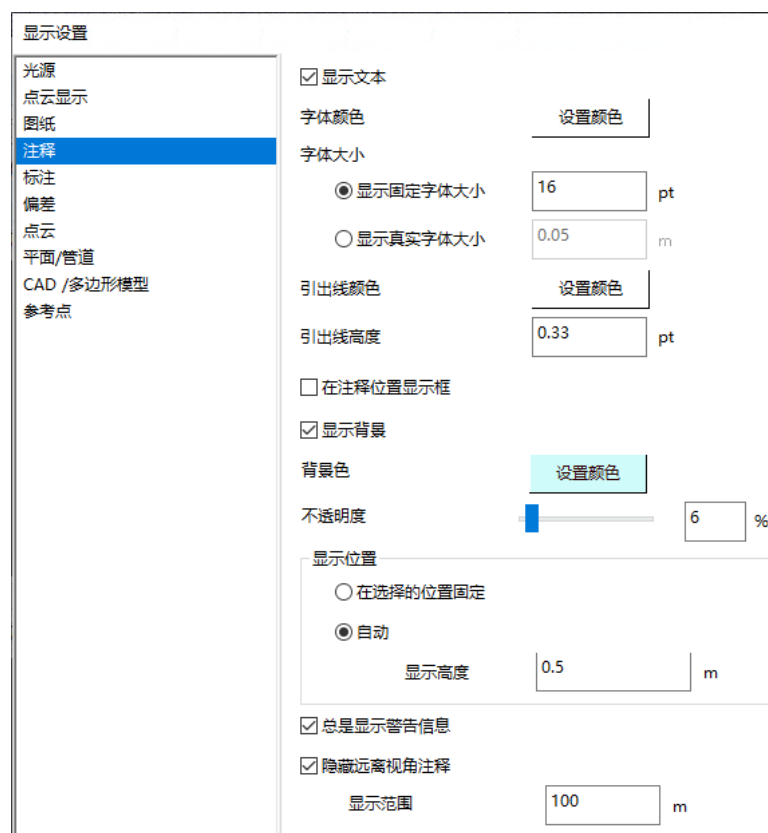 显示设置
光源
点云显示
图纸
注释
标注
偏差
点云
平面/管道
CAD /多边形模型
参考点
显示文本
字体颜色 设置颜色
字体大小
显示固定字体大小 16 pt
显示真实字体大小 0.05 m
引出线颜色 设置颜色
引出线高度 0.33 pt
在注释位置显示框
显示背景
背景色 设置颜色
不透明度 6 %
显示位置
在选择的位置固定
自动
显示高度 0.5 m
总是显示警告信息
隐藏远离视角注释
显示范围 100 m